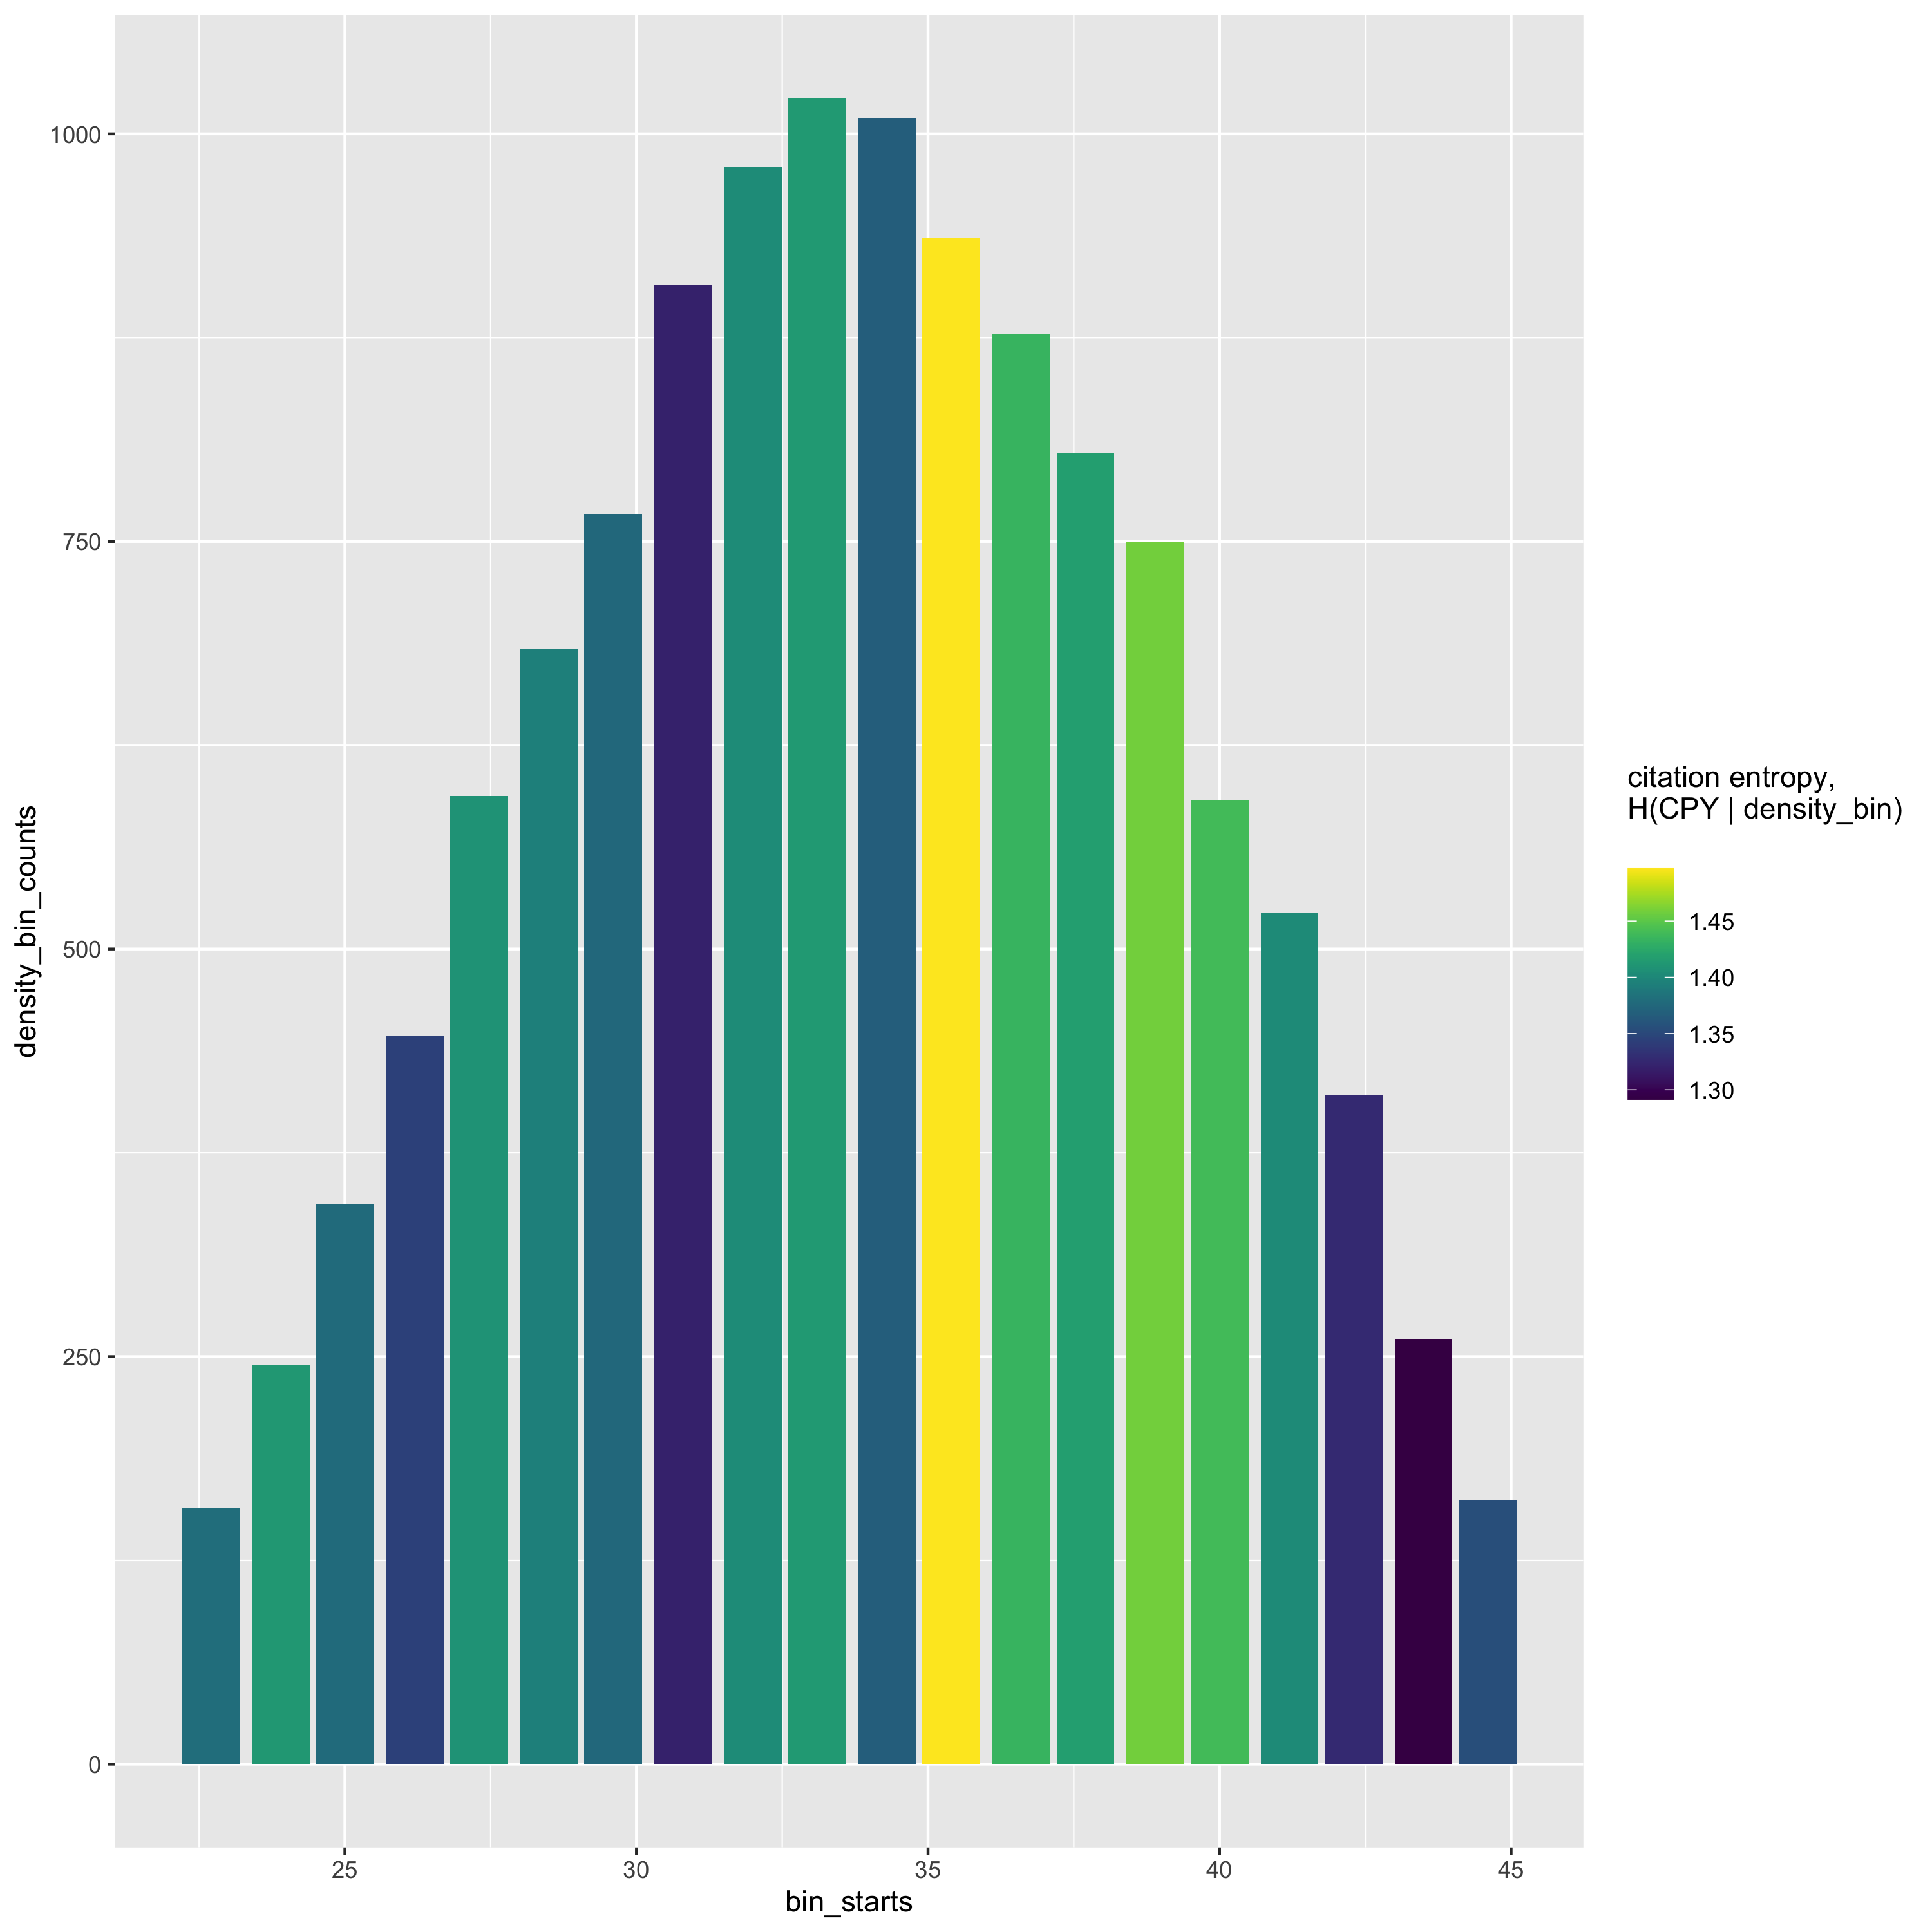 1000
750
500
250
0
density_bin_counts
25 30 35 40 45
bin_starts
citation entropy,
H(CPY | density_bin)
1.45
1.40
1.35
1.30